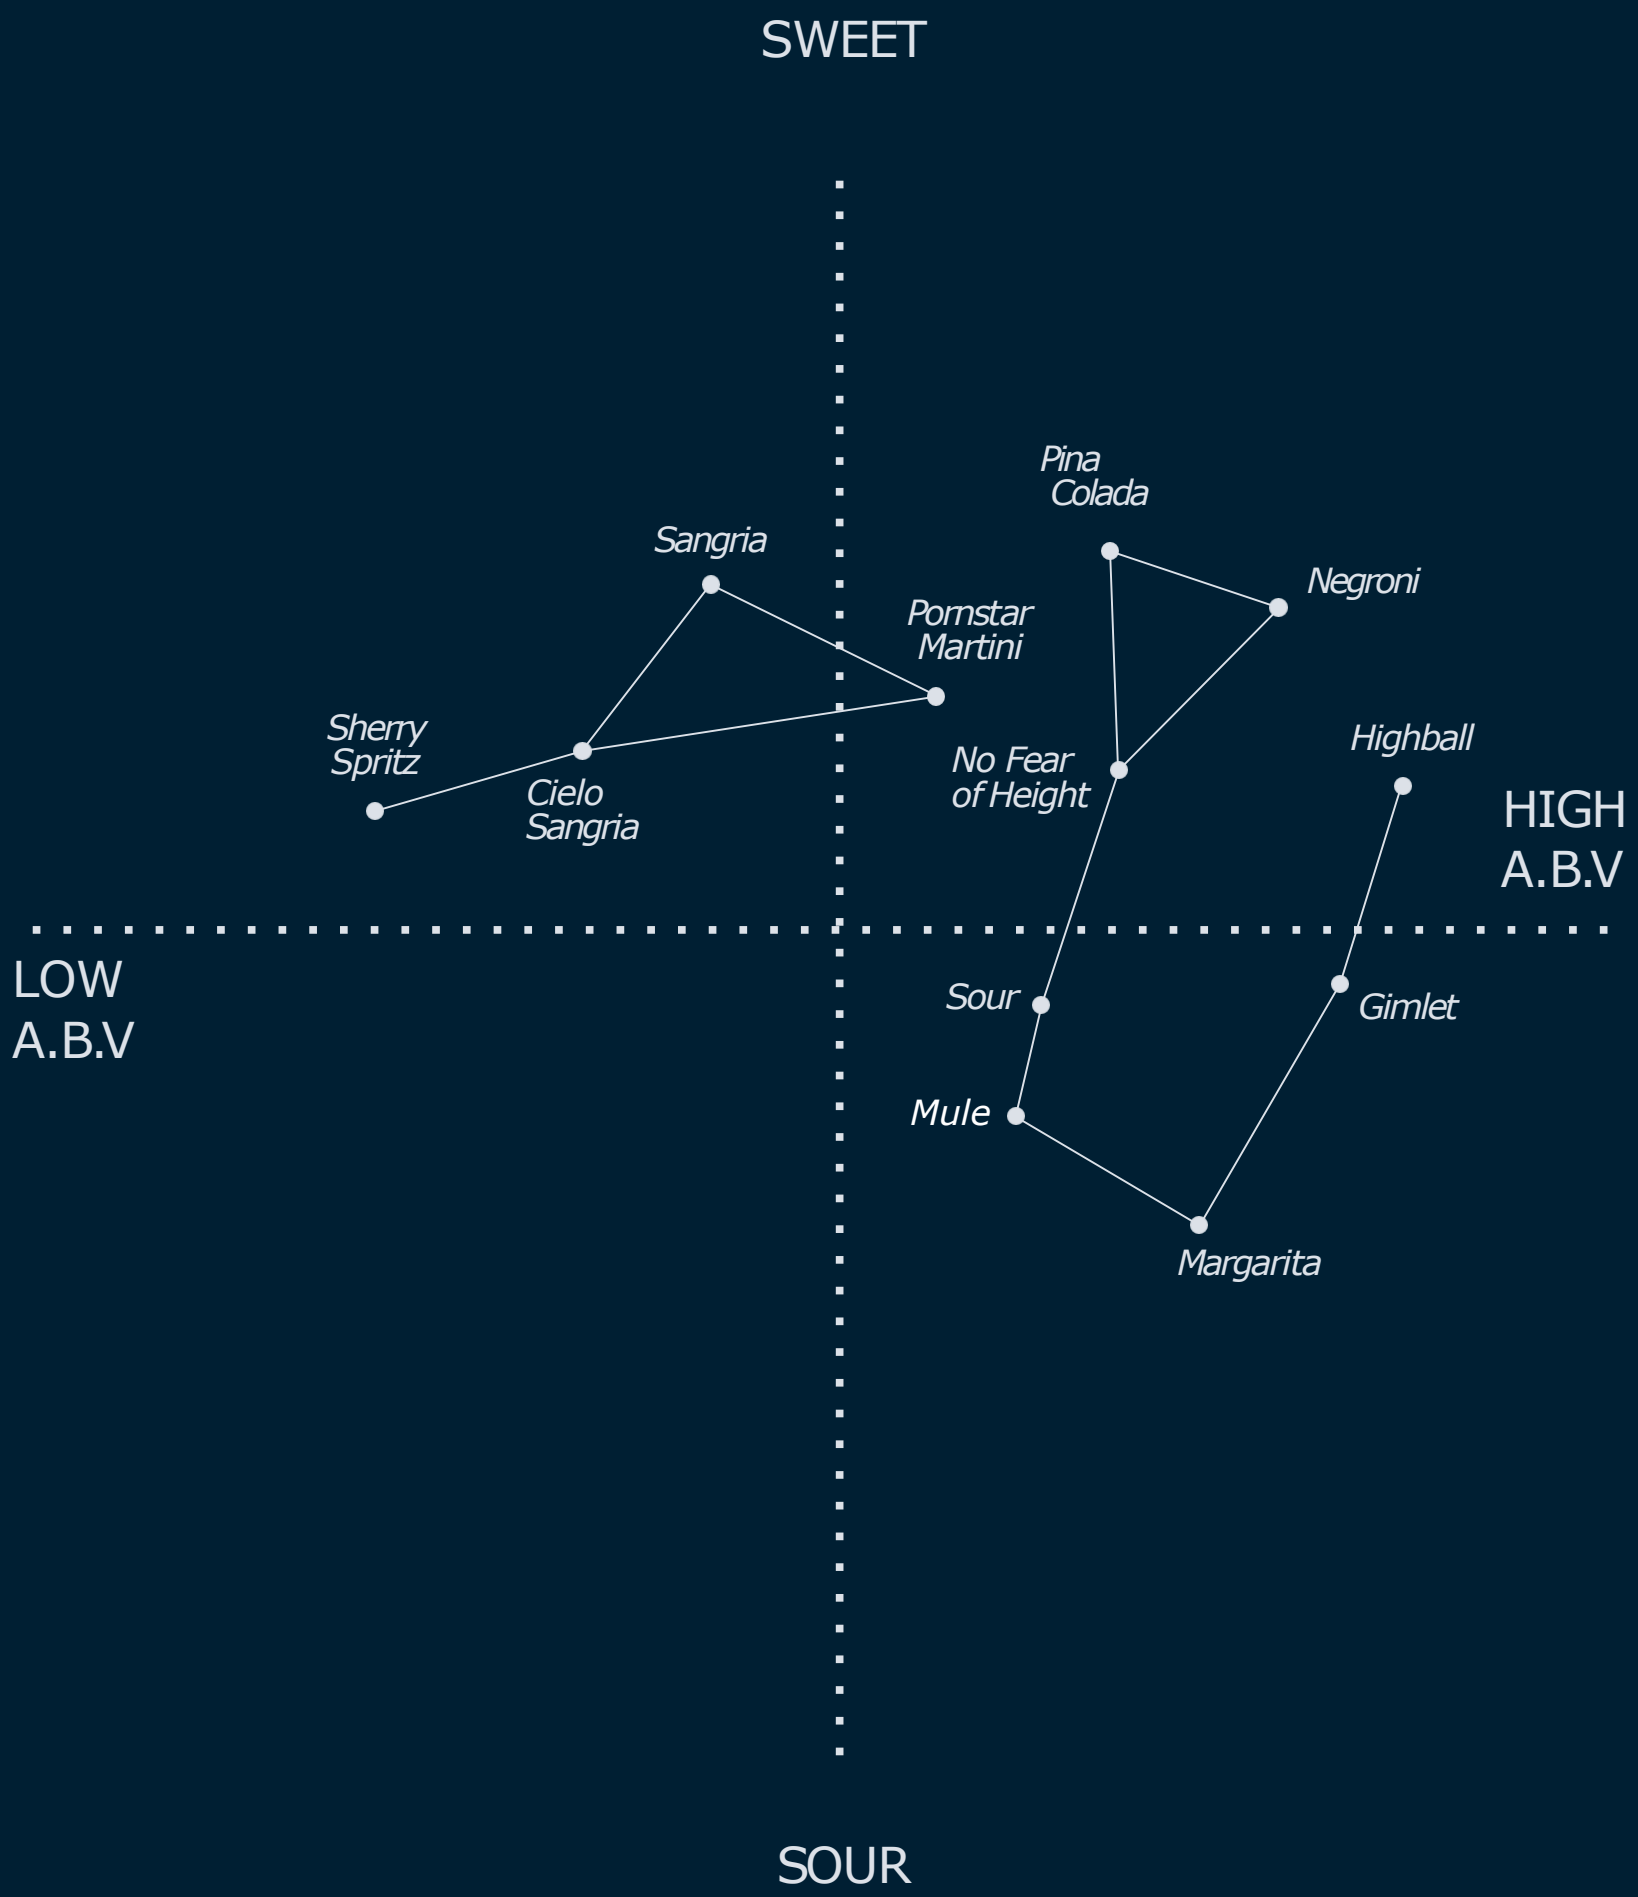 SWEET
Pina
Colada
Sangria
Negroni
Pornstar
Martini
Sherry
Spritz
Highball
No Fear
of Height
Cielo
Sangria
HIGH
A.B.V
LOW
A.B.V
Sour
Gimlet
Mule
Margarita
SOUR